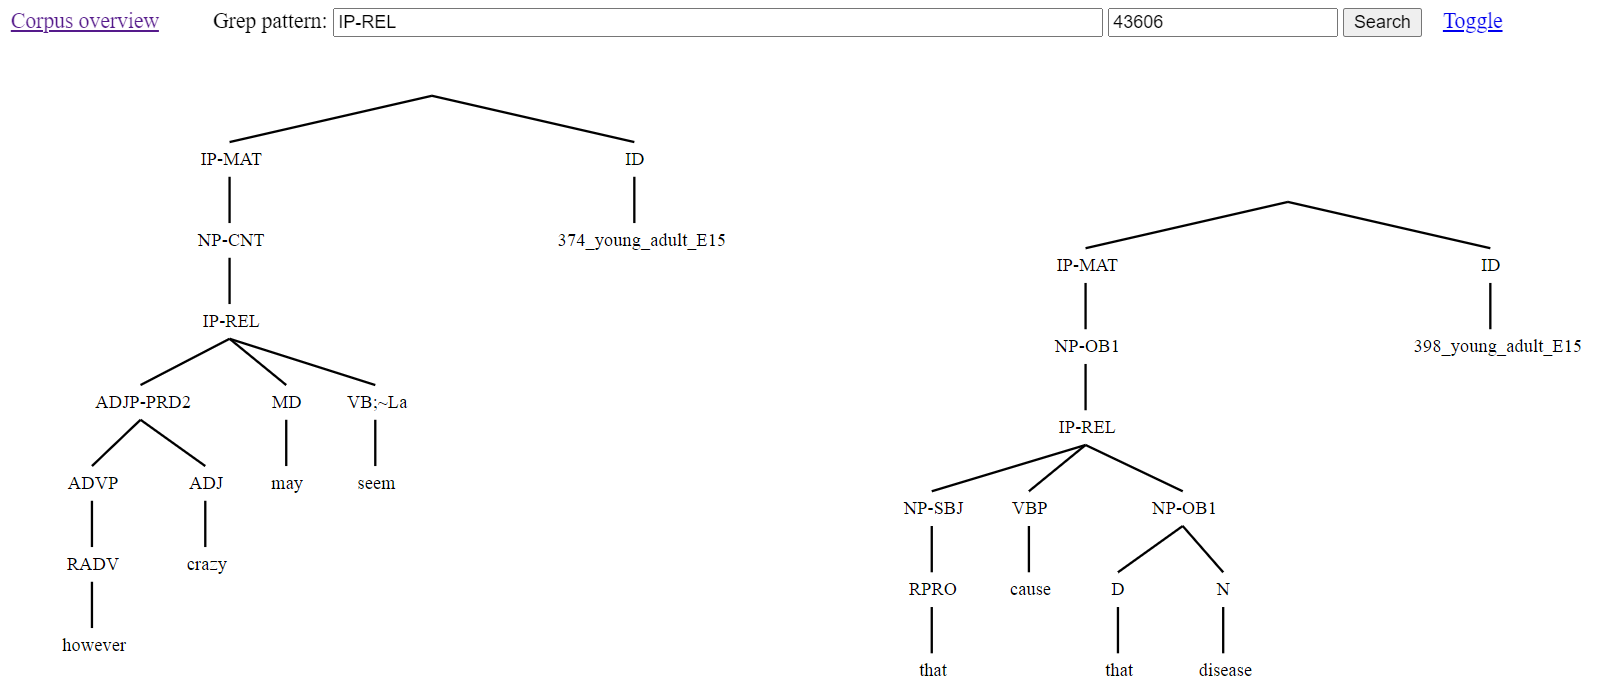 Corpus overview Grep pattern: IP-REL 43606 Search Toggle
IP-MAT ID
NP-CNT 374_young_adult_E15
IP-REL
ADJP-PRD2 MD VB;~La
ADVP ADJ may seem
RADV crazy
however
IP-MAT ID
NP-OB1 398_young_adult_E15
IP-REL
NP-SBJ VBP NP-OB1
RPRO cause D N
that that disease